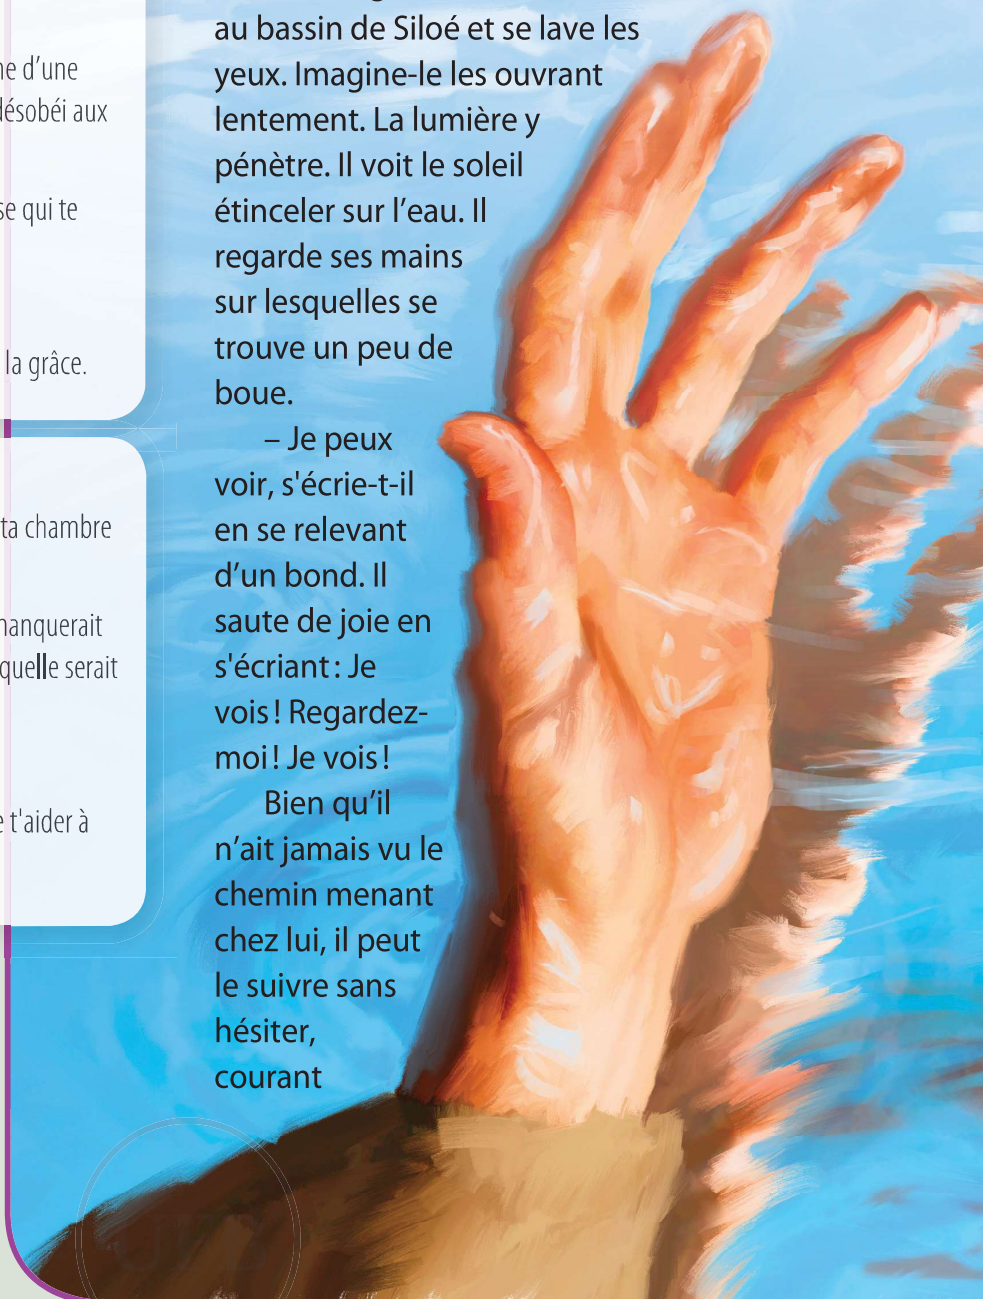 ne d’une
désobéi aux
se qui te
la grâce.
ta chambre
manquerait
quelle serait
t'aider à
au bassin de Siloé et se lave les
yeux. Imagine-le les ouvrant
lentement. La lumière y
pénètre. Il voit le soleil
étinceler sur l’eau. Il
regarde ses mains
sur lesquelles se
trouve un peu de
boue.
– Je peux
voir, s'écrie-t-il
en se relevant
d’un bond. Il
saute de joie en
s'écriant : Je
vois ! Regardez-
moi ! Je vois !
Bien qu’il
n’ait jamais vu le
chemin menant
chez lui, il peut
le suivre sans
hésiter,
courant